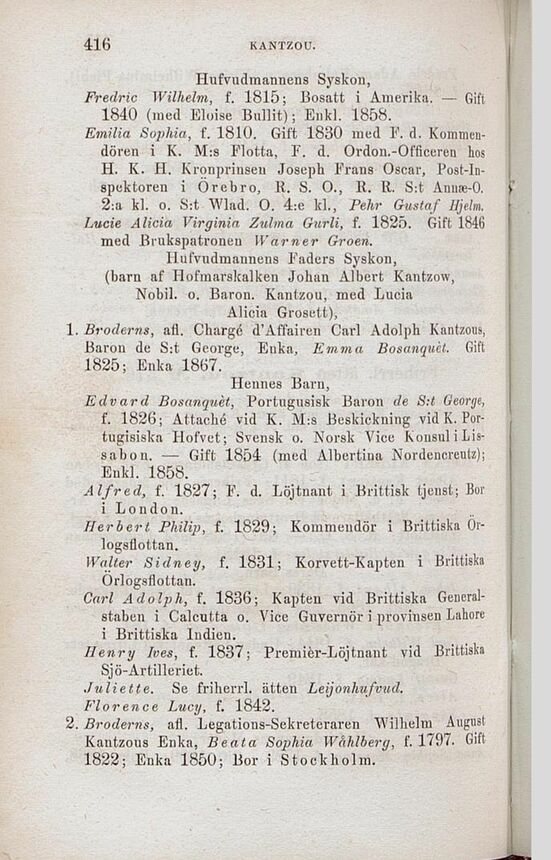 416 KANTZOU.
Hufvudmannens Syskon,
Fredric Wilhelm, f. 1815; Bosatt i Amerika. — Gift
1840 (med Eloise Bullit); Enkl. 1858.
Emilia Sophia, f. 1810. Gift 1830 med F. d. Kommen-
dören i K. M:s Flotta, F. d. Ordon.-Officeren hos
H. K. H. Kronprinsen Joseph Frans Oscar, Post-In-
spektoren i Örebro, R. S. O., R. R. S:t Annæ-O.
2:a kl. o. S:t Wlad. O. 4:e kl., Pehr Gustaf Hjelm.
Lucie Alicia Virginia Zulma Gurli, f. 1825. Gift 1846
med Brukspatronen Warner Groen.
Hufvudmannens Faders Syskon,
(barn af Hofmarskalken Johan Albert Kantzow,
Nobil. o. Baron. Kantzou, med Lucia
Alicia Grosett),
1. Broderns, afl. Chargé d'Affairen Carl Adolph Kantzous,
Baron de S:t George, Enka, Emma Bosanquèt. Gift
1825; Enka 1867.
Hennes Barn,
Edvard Bosanquèt, Portugusisk Baron de S:t George,
f. 1826; Attaché vid K. M:s Beskickning vid K. Por-
tugisiska Hofvet; Svensk o. Norsk Vice Konsul i Lis-
sabon. — Gift 1854 (med Albertina Nordencreutz);
Enkl. 1858.
Alfred, f. 1827; F. d. Löjtnant i Brittisk tjenst; Bor
i London.
Herbert Philip, f. 1829; Kommendör i Brittiska Ör-
logsflottan.
Walter Sidney, f. 1831; Korvett-Kapten i Brittiska
Örlogsflottan.
Carl Adolph, f. 1836; Kapten vid Brittiska General-
staben i Calcutta o. Vice Guvernör i provinsen Lahore
i Brittiska Indien.
Henry Ives, f. 1837; Premièr-Löjtnant vid Brittiska
Sjö-Artilleriet.
Juliette. Se friherrl. ätten Leijonhufvud.
Florence Lucy, f. 1842.
2. Broderns, afl. Legations-Sekreteraren Wilhelm August
Kantzous Enka, Beata Sophia Wåhlberg, f. 1797. Gift
1822; Enka 1850; Bor i Stockholm.